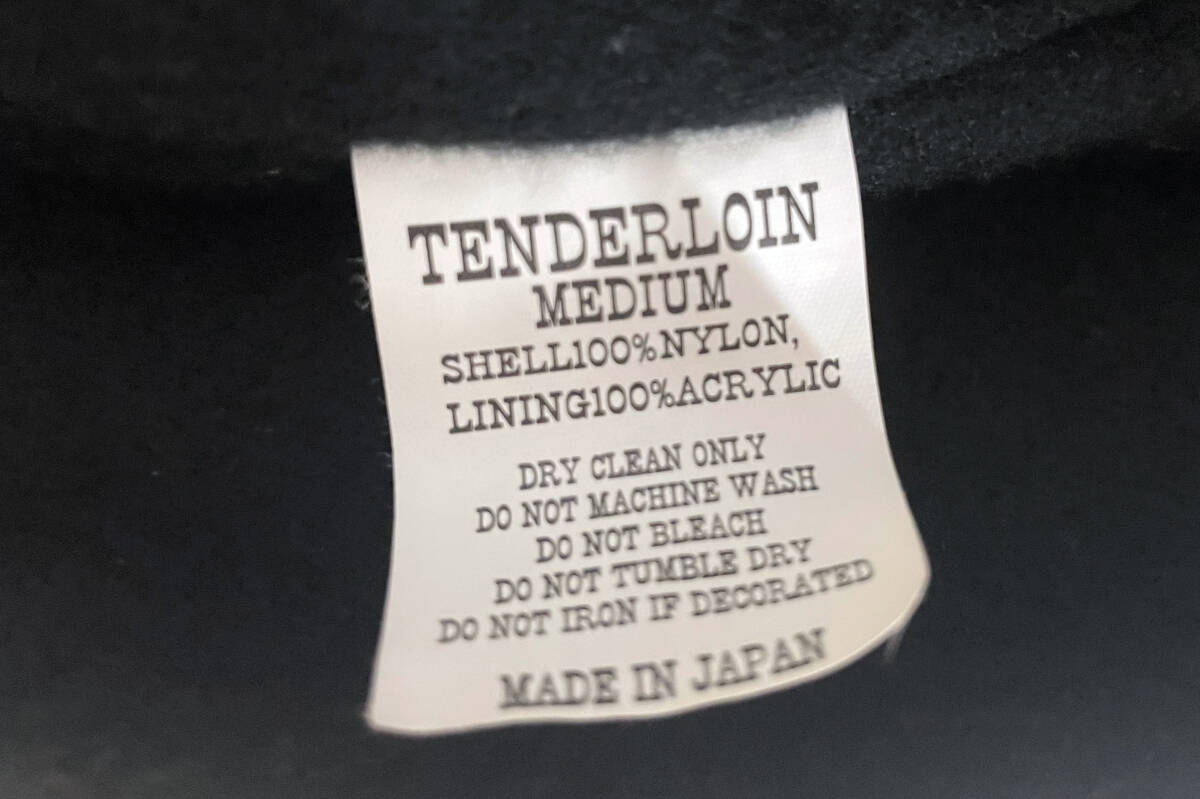 TENDERLOIN
MEDIUM
SHELL100%NYLON,
LINING100%ACRYLIC
DRY CLEAN ONLY
DO NOT MACHINE WASH
DO NOT BLEACH
DO NOT TUMBLE DRY
DO NOT IRON IF DECORATED
MADE IN JAPAN